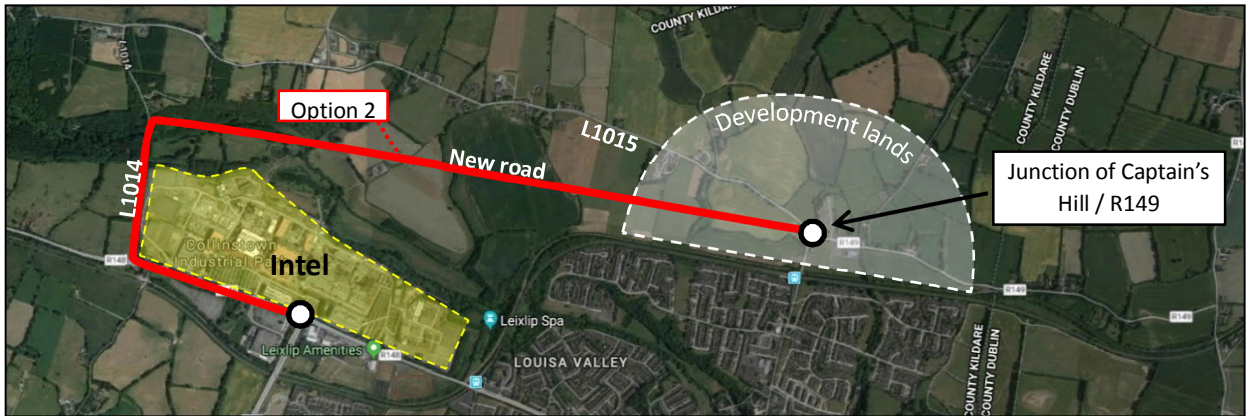 COUNTY KILDARE
L1014
Option 2
L1015
Development lands
COUNTY KILDARE
COUNTY DUBLIN
New road
Junction of Captain's
Hill / R149
L1014
R149
R148
Collinstown
Industrial Park
Intel
R149
R149
Leixlip Spa
Leixlip Amenities
R148
LOUISA VALLEY
COUNTY KILDARE
COUNTY DUBLIN